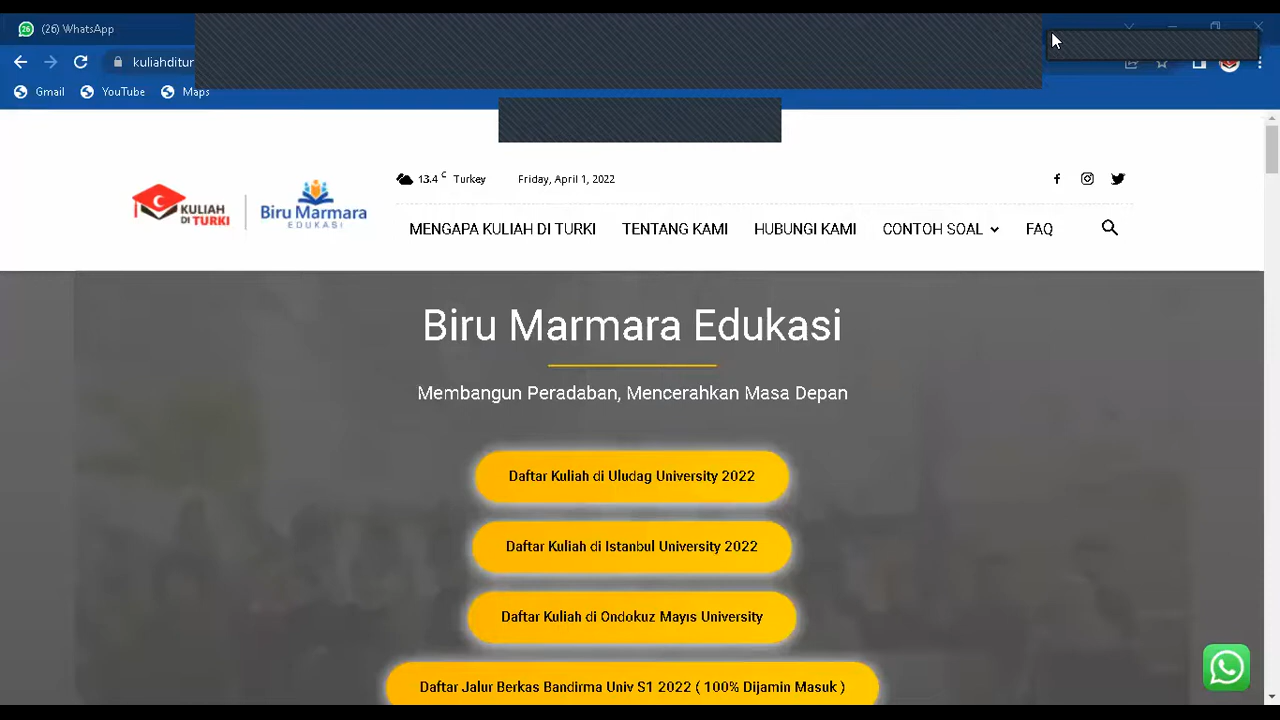 26
(26) WhatsApp
kuliahditur
Gmail
YouTube
Maps
13.4 C Turkey
Friday, April 1, 2022
KULIAH
DI TURKI
Biru Marmara
EDUKASI
MENGAPA KULIAH DI TURKI
TENTANG KAMI
HUBUNGI KAMI
CONTOH SOAL
FAQ
Biru Marmara Edukasi
Membangun Peradaban, Mencerahkan Masa Depan
Daftar Kuliah di Uludag University 2022
Daftar Kuliah di Istanbul University 2022
Daftar Kuliah di Ondokuz Mayıs University
Daftar Jalur Berkas Bandirma Univ S1 2022 ( 100% Dijamin Masuk )